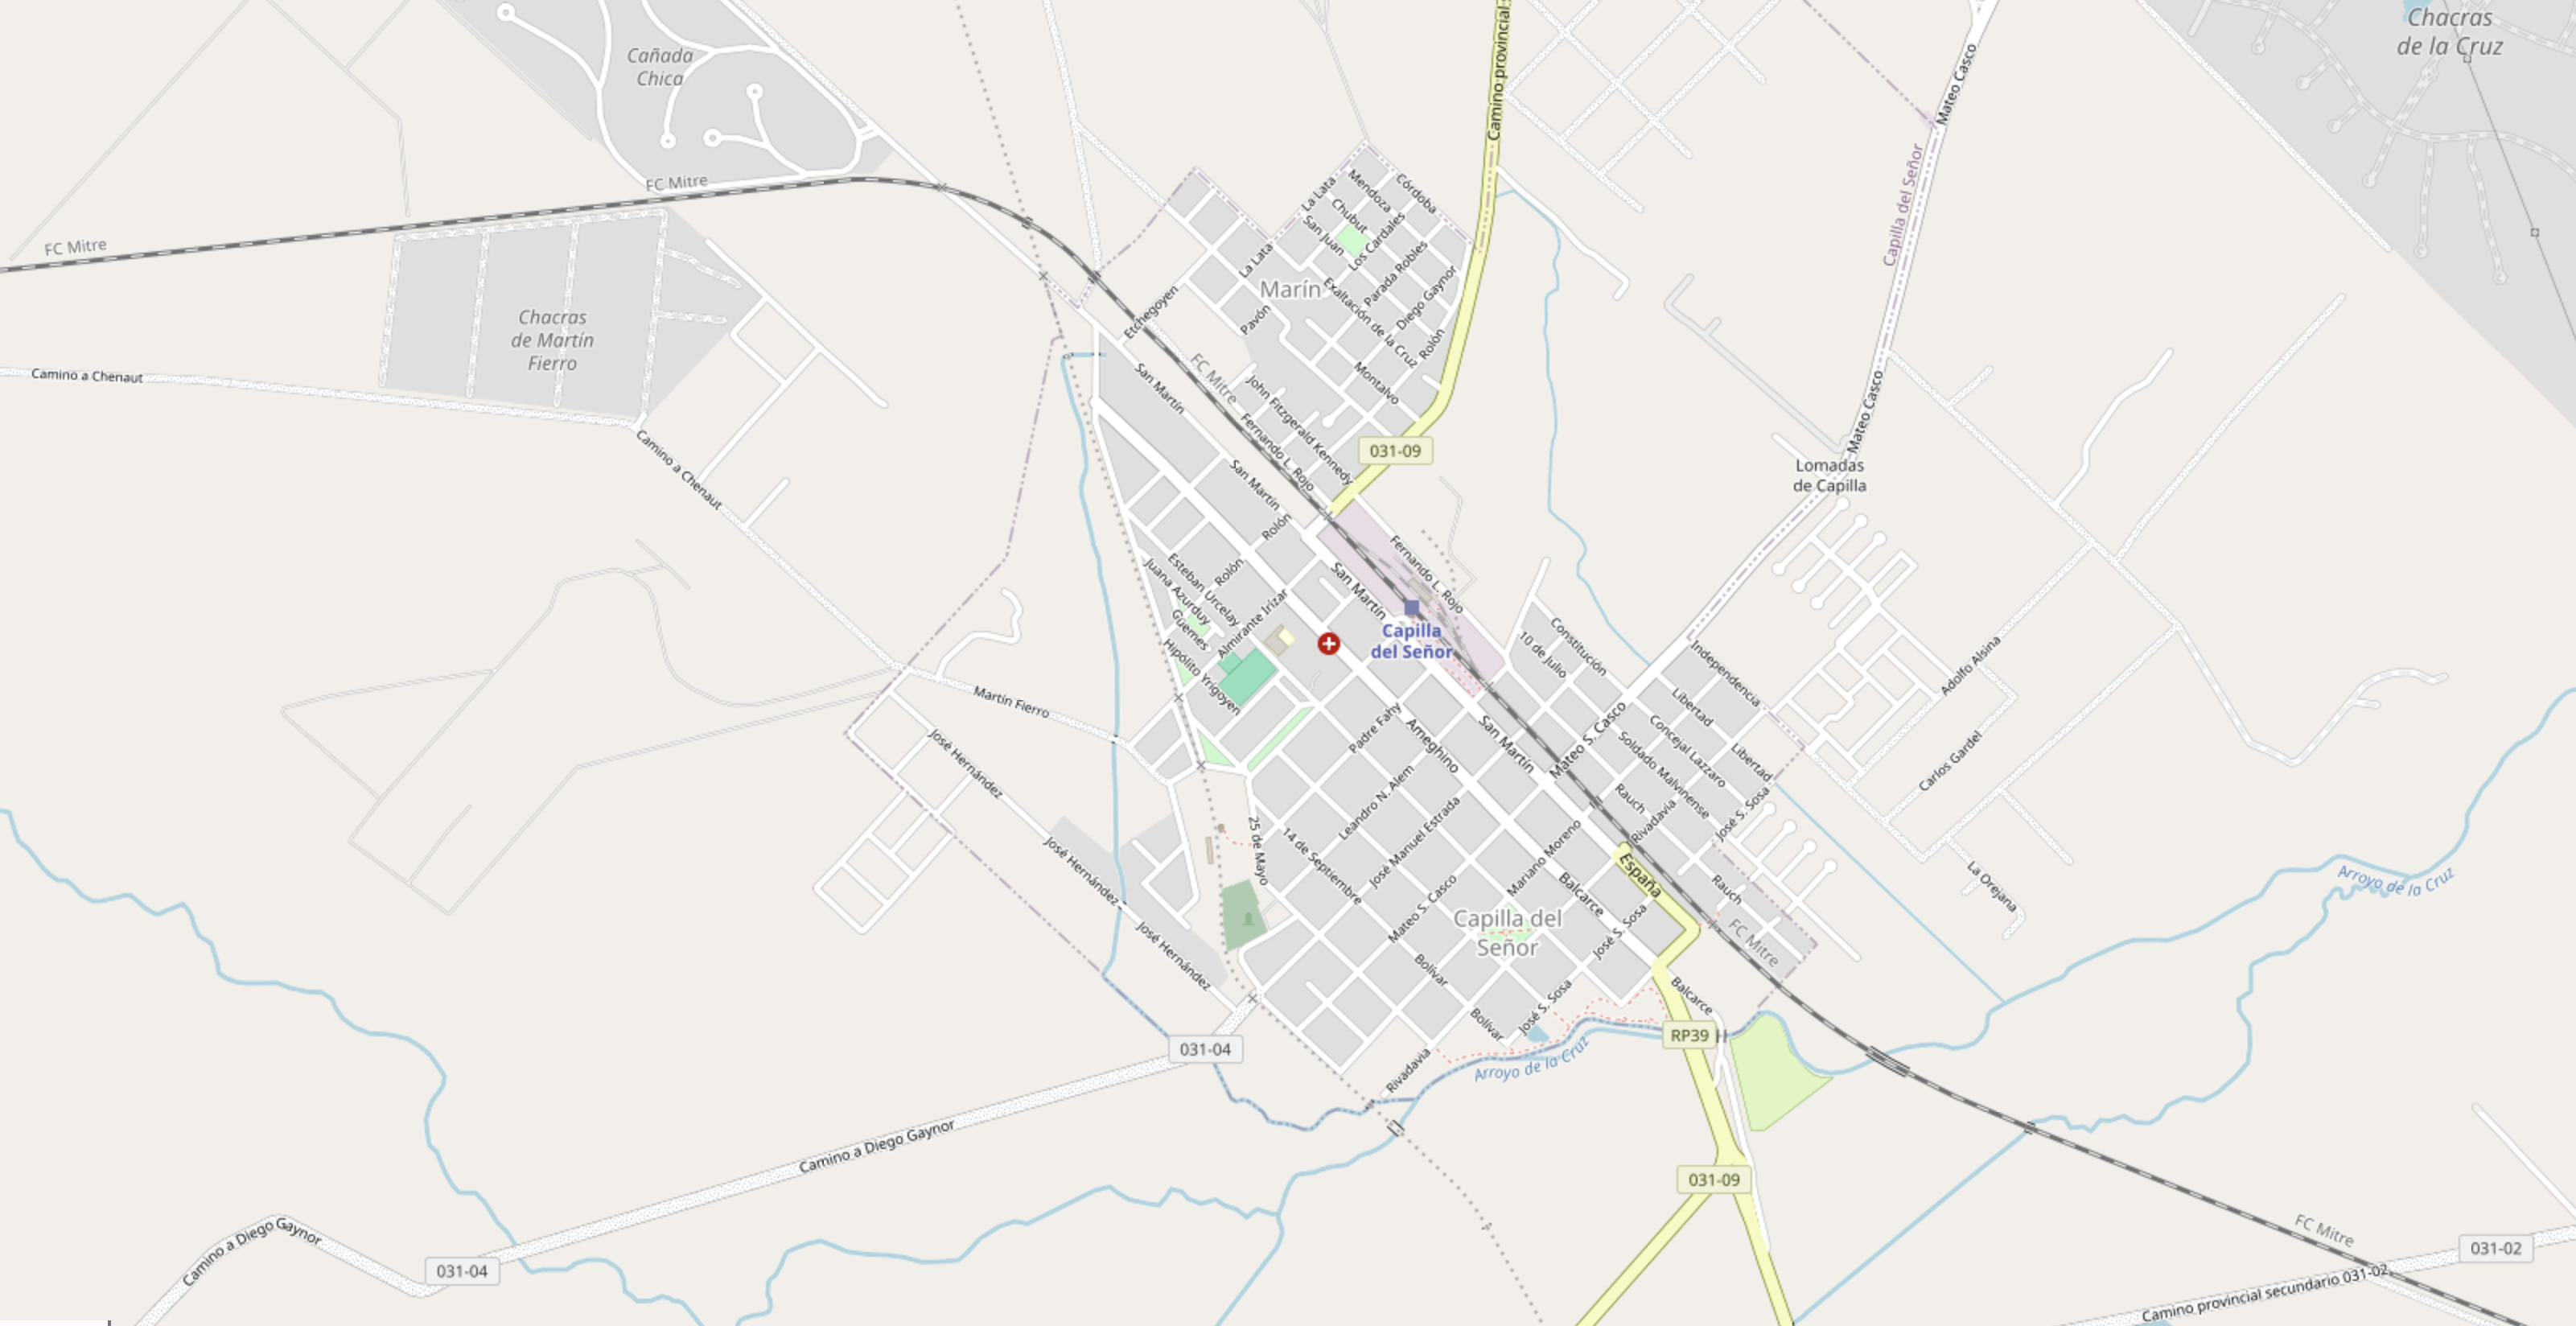 Cañada
Chica
Chacras
de la Cruz
Camino provincial
Mateo Casco
Capilla del Señor
FC Mitre
FC Mitre
La Lata
Mendoza
Córdoba
Chubut
San Juan
Los Cardales
La Lata
Parada Robles
Diego Gaynor
Marín
Exaltación de la Cruz
Etchegoyen
Pavón
Rolón
Chacras
de Martín
Fierro
Camino a Chenaut
San Martín
FC Mitre
Montalvo
John Fitzgerald Kennedy
Fernando L. Rojo
Mateo Casco
031-09
Camino a Chenaut
San Martín
Rolón
Lomadas
de Capilla
Fernando L. Rojo
San Martín
Esteban Urcelay
Rolón
Juana Azurduy
Güemes
Almirante Irízar
Hipólito Yrigoyen
Capilla
del Señor
Constitución
10 de Julio
Independencia
Adolfo Alsina
Martín Fierro
Libertad
Padre Fahy
Ameghino
San Martín
Mateo S. Casco
Concejal Lazzaro
Soldado Malvinense
Libertad
José Hernández
Carlos Gardel
Leandro N. Alem
José Manuel Estrada
Rauch
Rivadavia
José S. Sosa
25 de Mayo
14 de Septiembre
Mariano Moreno
España
José Hernández
Balcarce
Mateo S. Casco
Rauch
La Orejana
Arroyo de la Cruz
Capilla del
Señor
José S. Sosa
FC Mitre
José Hernández
Bolívar
Balcarce
Bolívar
José S. Sosa
031-04
RP39
Rivadavia
Arroyo de la Cruz
Camino a Diego Gaynor
031-09
Camino a Diego Gaynor
031-04
FC Mitre
031-02
Camino provincial secundario 031-02